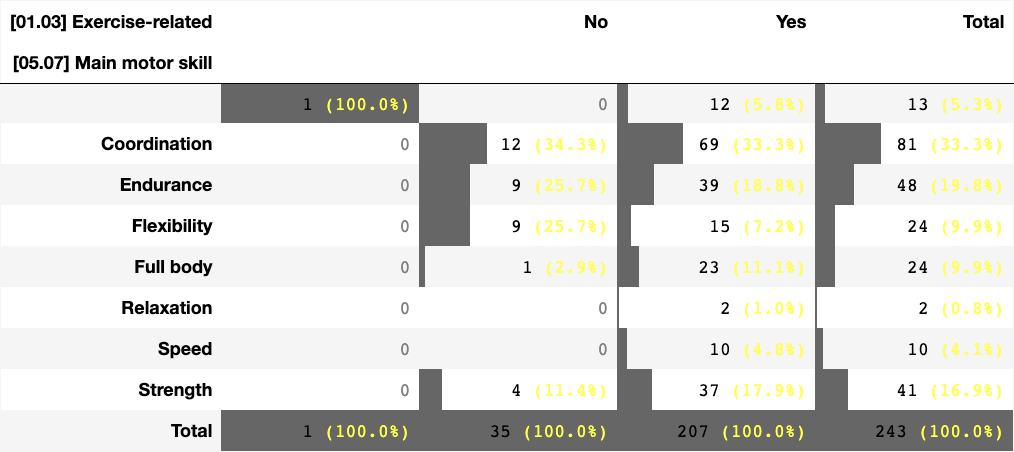 [01.03] Exercise-related No Yes Total
[05.07] Main motor skill
1 (100.0%) 0 12 (5.8%) 13 (5.3%)
Coordination 0 12 (34.3%) 69 (33.3%) 81 (33.3%)
Endurance 0 9 (25.7%) 39 (18.8%) 48 (19.8%)
Flexibility 0 9 (25.7%) 15 (7.2%) 24 (9.9%)
Full body 0 1 (2.9%) 23 (11.1%) 24 (9.9%)
Relaxation 0 0 2 (1.0%) 2 (0.8%)
Speed 0 0 10 (4.8%) 10 (4.1%)
Strength 0 4 (11.4%) 37 (17.9%) 41 (16.9%)
Total 1 (100.0%) 35 (100.0%) 207 (100.0%) 243 (100.0%)